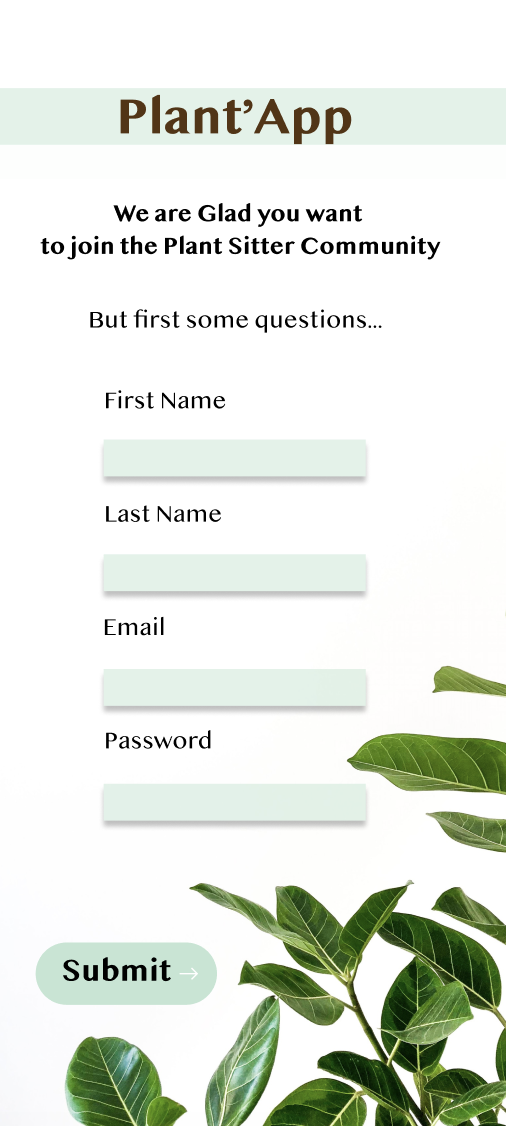 Plant’App
We are Glad you want
to join the Plant Sitter Community
But first some questions...
First Name
Last Name
Email
Password
Submit →